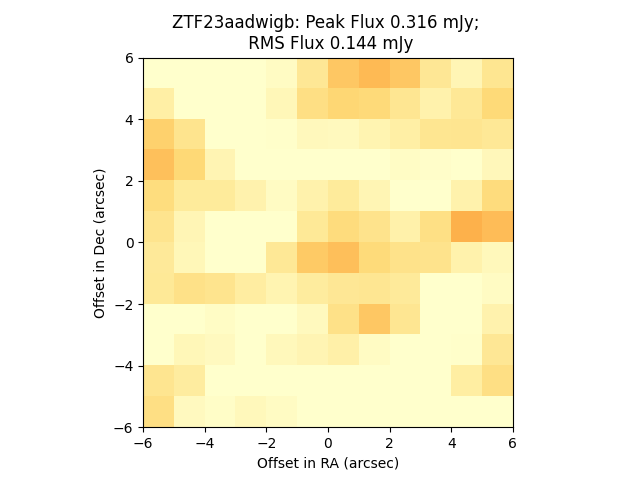 ZTF23aadwigb: Peak Flux 0.316 mJy;
RMS Flux 0.144 mJy
6
4
2
0
−2
−4
−6
Offset in Dec (arcsec)
−6 −4 −2 0 2 4 6
Offset in RA (arcsec)